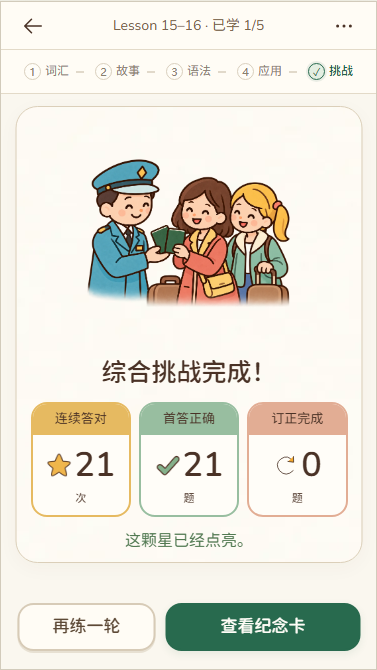 Lesson 15–16 · 已学 1/5
1 词汇 – 2 故事 – 3 语法 – 4 应用 – ✓ 挑战
综合挑战完成！
连续答对 首答正确 订正完成
21 21 0
次 题 题
这颗星已经点亮。
再练一轮 查看纪念卡